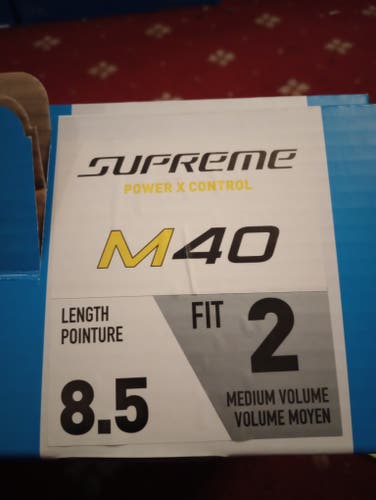 SUPREME
POWER X CONTROL
M40
LENGTH
POINTURE
8.5
FIT 2
MEDIUM VOLUME
VOLUME MOYEN